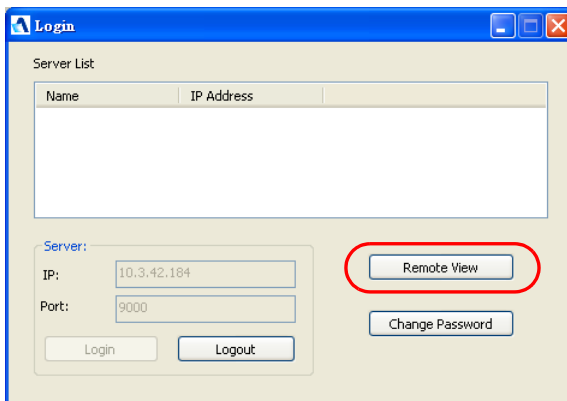 Login
Server List
Name IP Address
Server:
IP: 10.3.42.184
Port: 9000
Login Logout
Remote View
Change Password